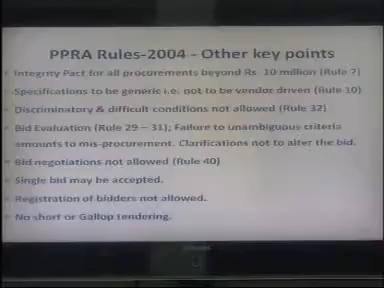 PPRA Rules-2004 - Other key points
Integrity Pact for all procurements beyond Rs. 10 million (Rule 7)
Specifications to be generic i.e. not to be vendor driven (Rule 10)
Discriminatory & difficult conditions not allowed (Rule 32)
Bid Evaluation (Rule 29 – 31); Failure to unambiguous criteria
amounts to mis-procurement. Clarifications not to alter the bid.
Bid negotiations not allowed (Rule 40)
Single bid may be accepted.
Registration of bidders not allowed.
No short or Gallop tendering.